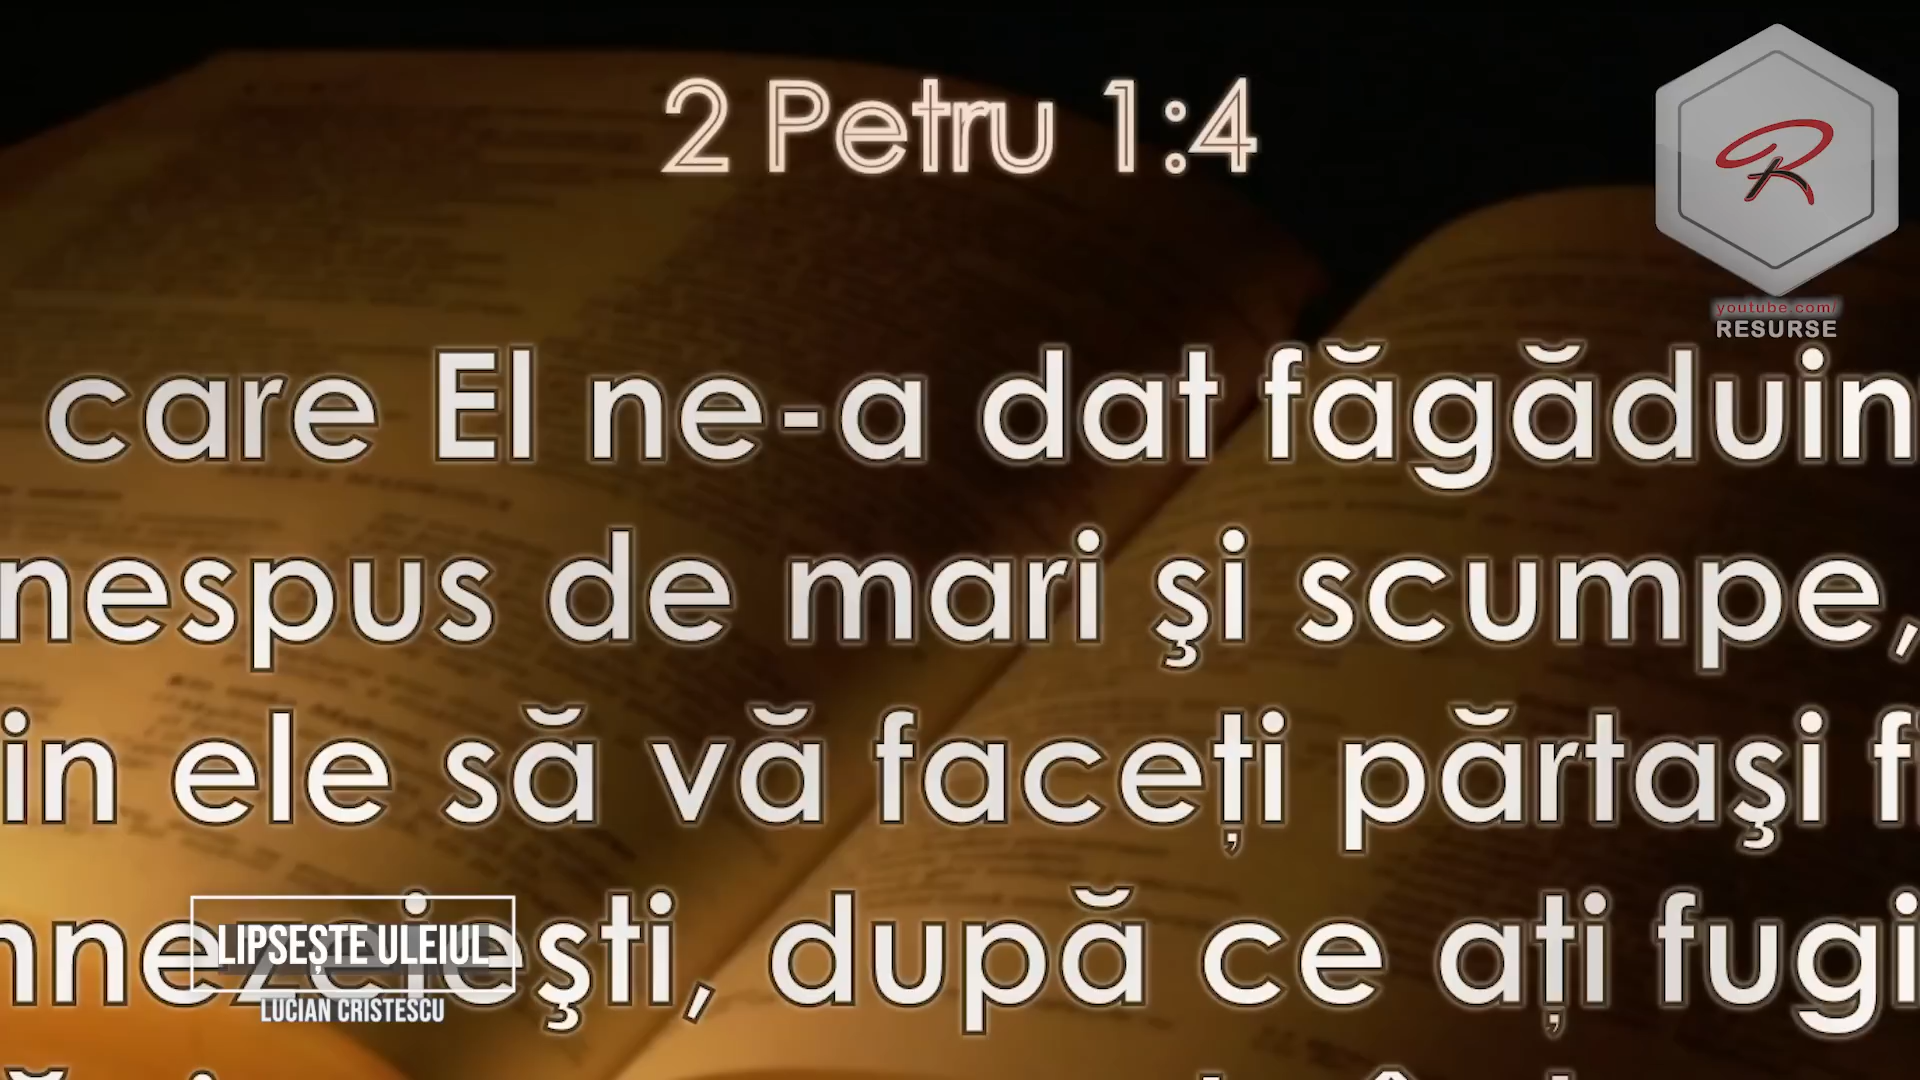 2 Petru 1:4
youtube.com/
RESURSE
care El ne-a dat făgăduin
nespus de mari şi scumpe,
in ele să vă faceți părtaşi f
nezeieşti, după ce ați fugi
LIPSEȘTE ULEIUL
LUCIAN CRISTESCU